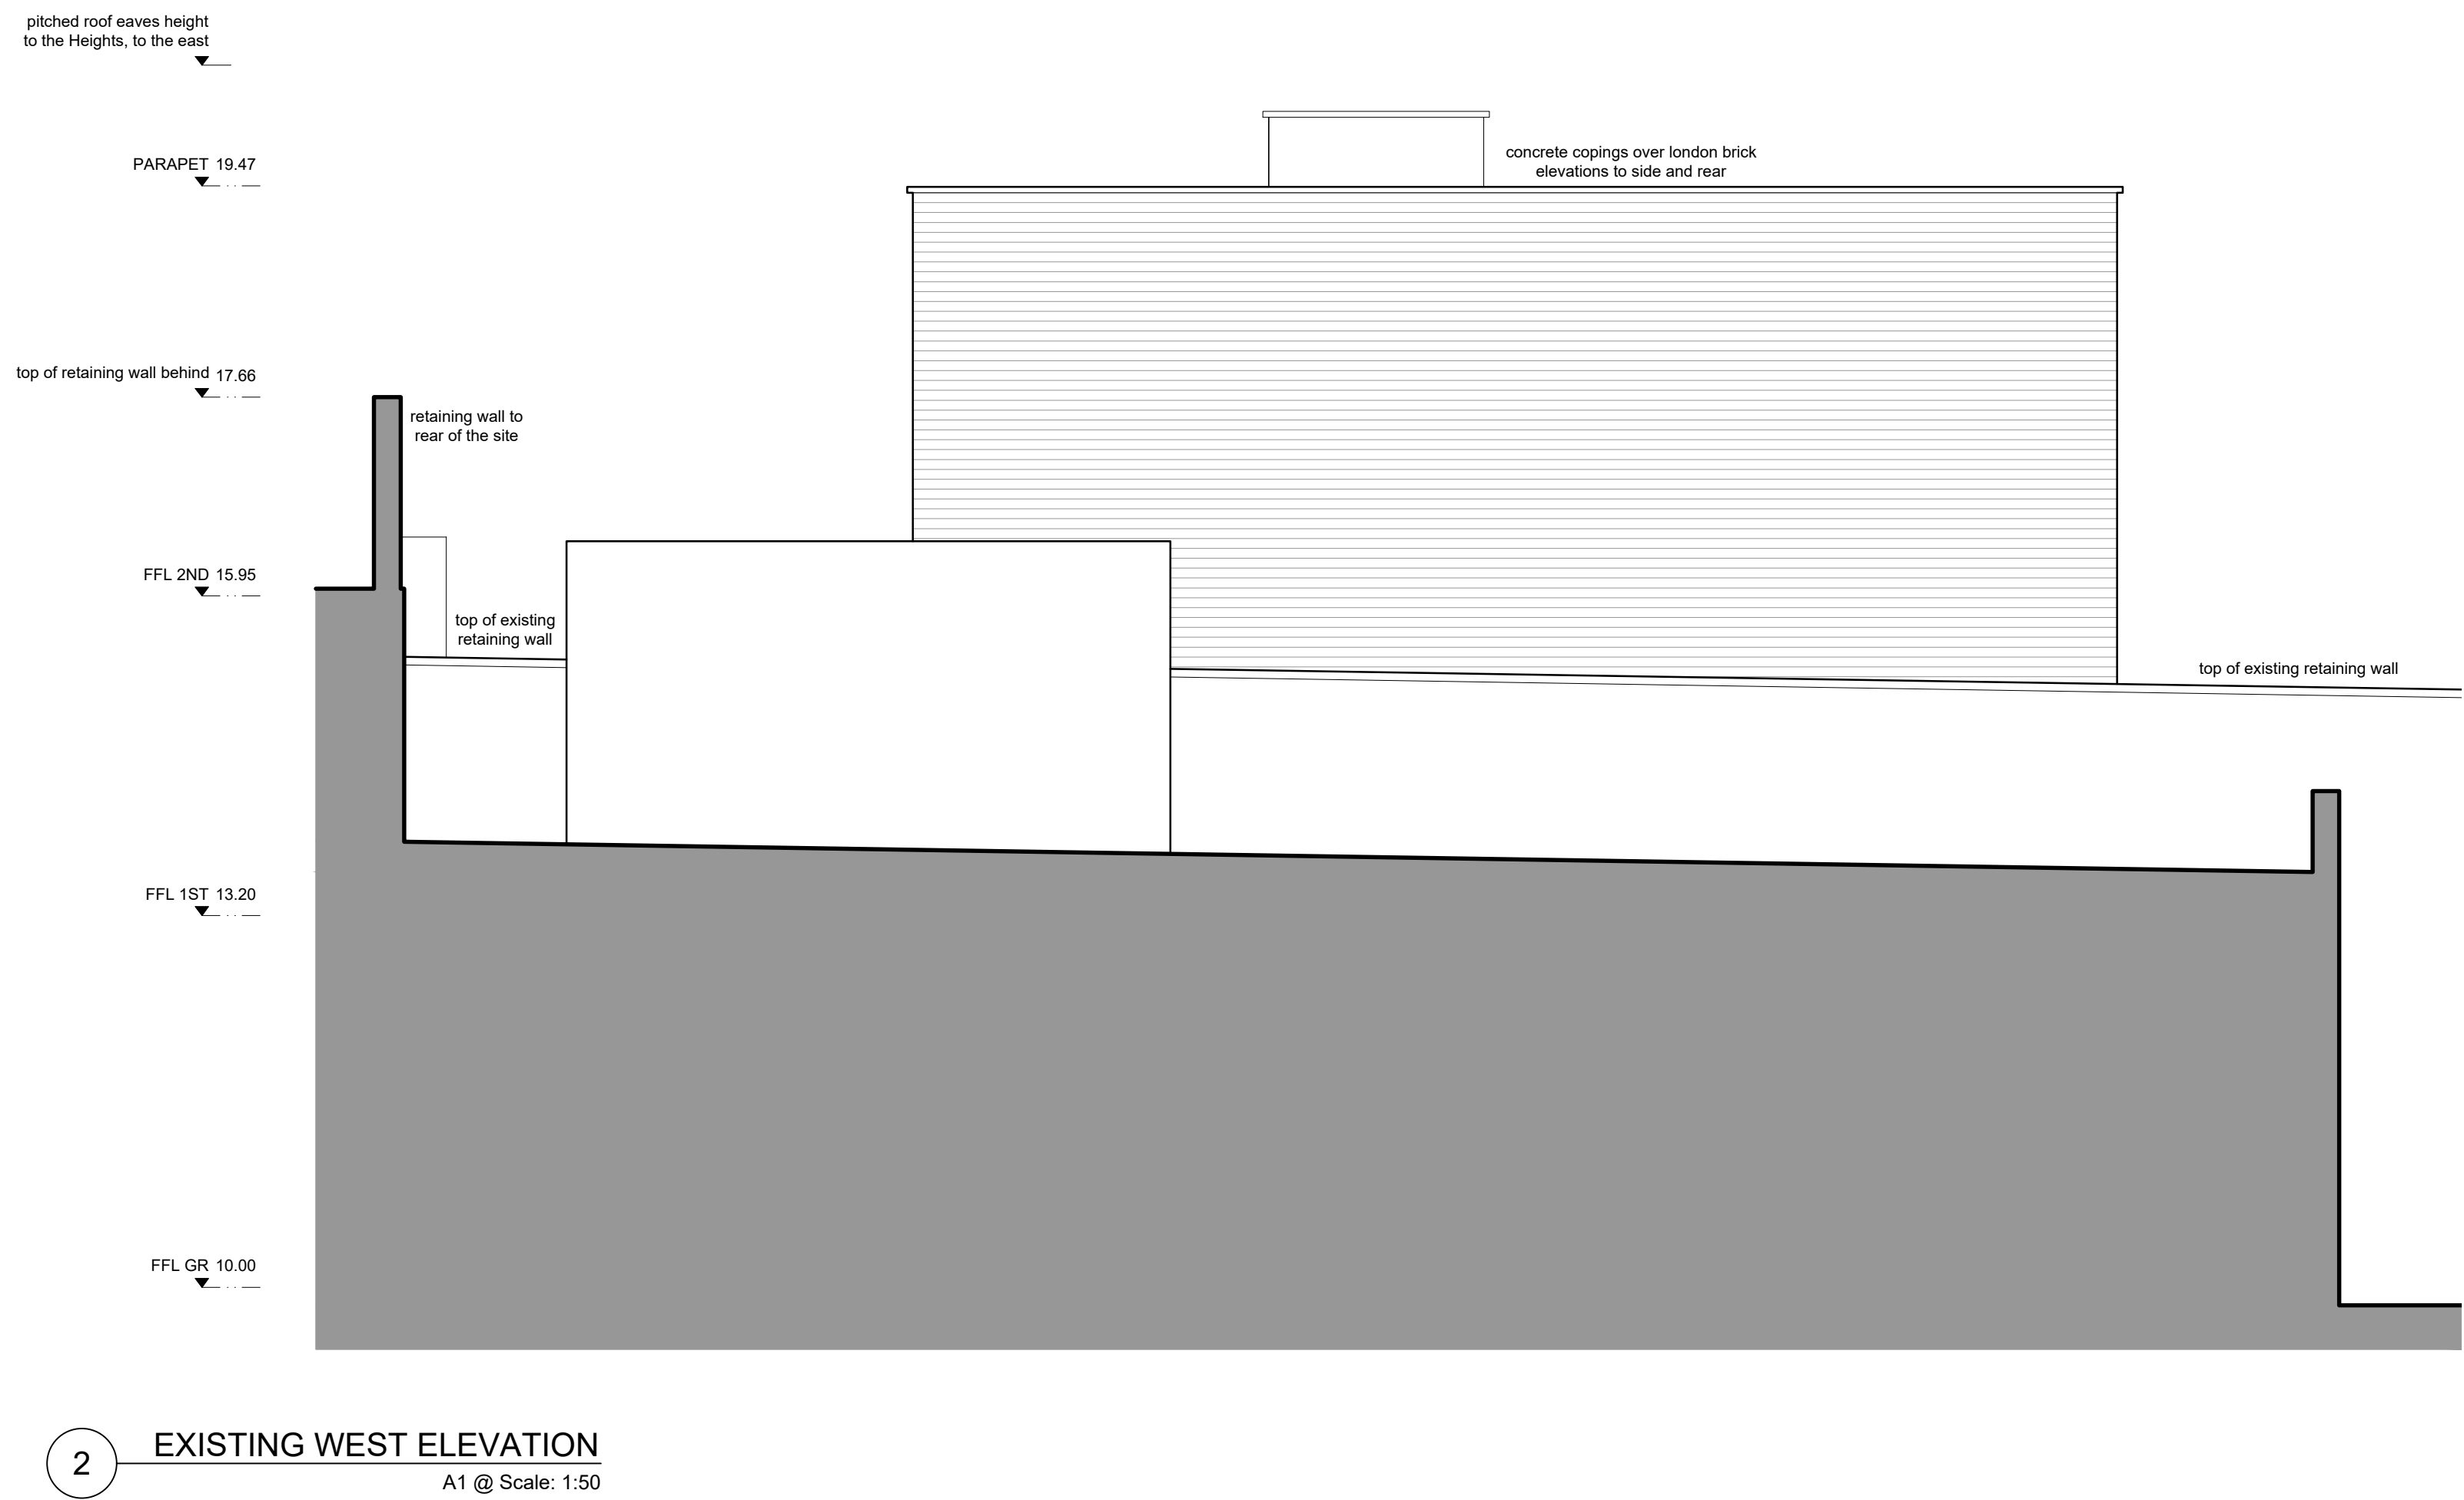 pitched roof eaves height
to the Heights, to the east
PARAPET 19.47
concrete copings over london brick
elevations to side and rear
top of retaining wall behind 17.66
retaining wall to
rear of the site
FFL 2ND 15.95
top of existing
retaining wall
top of existing retaining wall
FFL 1ST 13.20
FFL GR 10.00
2
EXISTING WEST ELEVATION
A1 @ Scale: 1:50